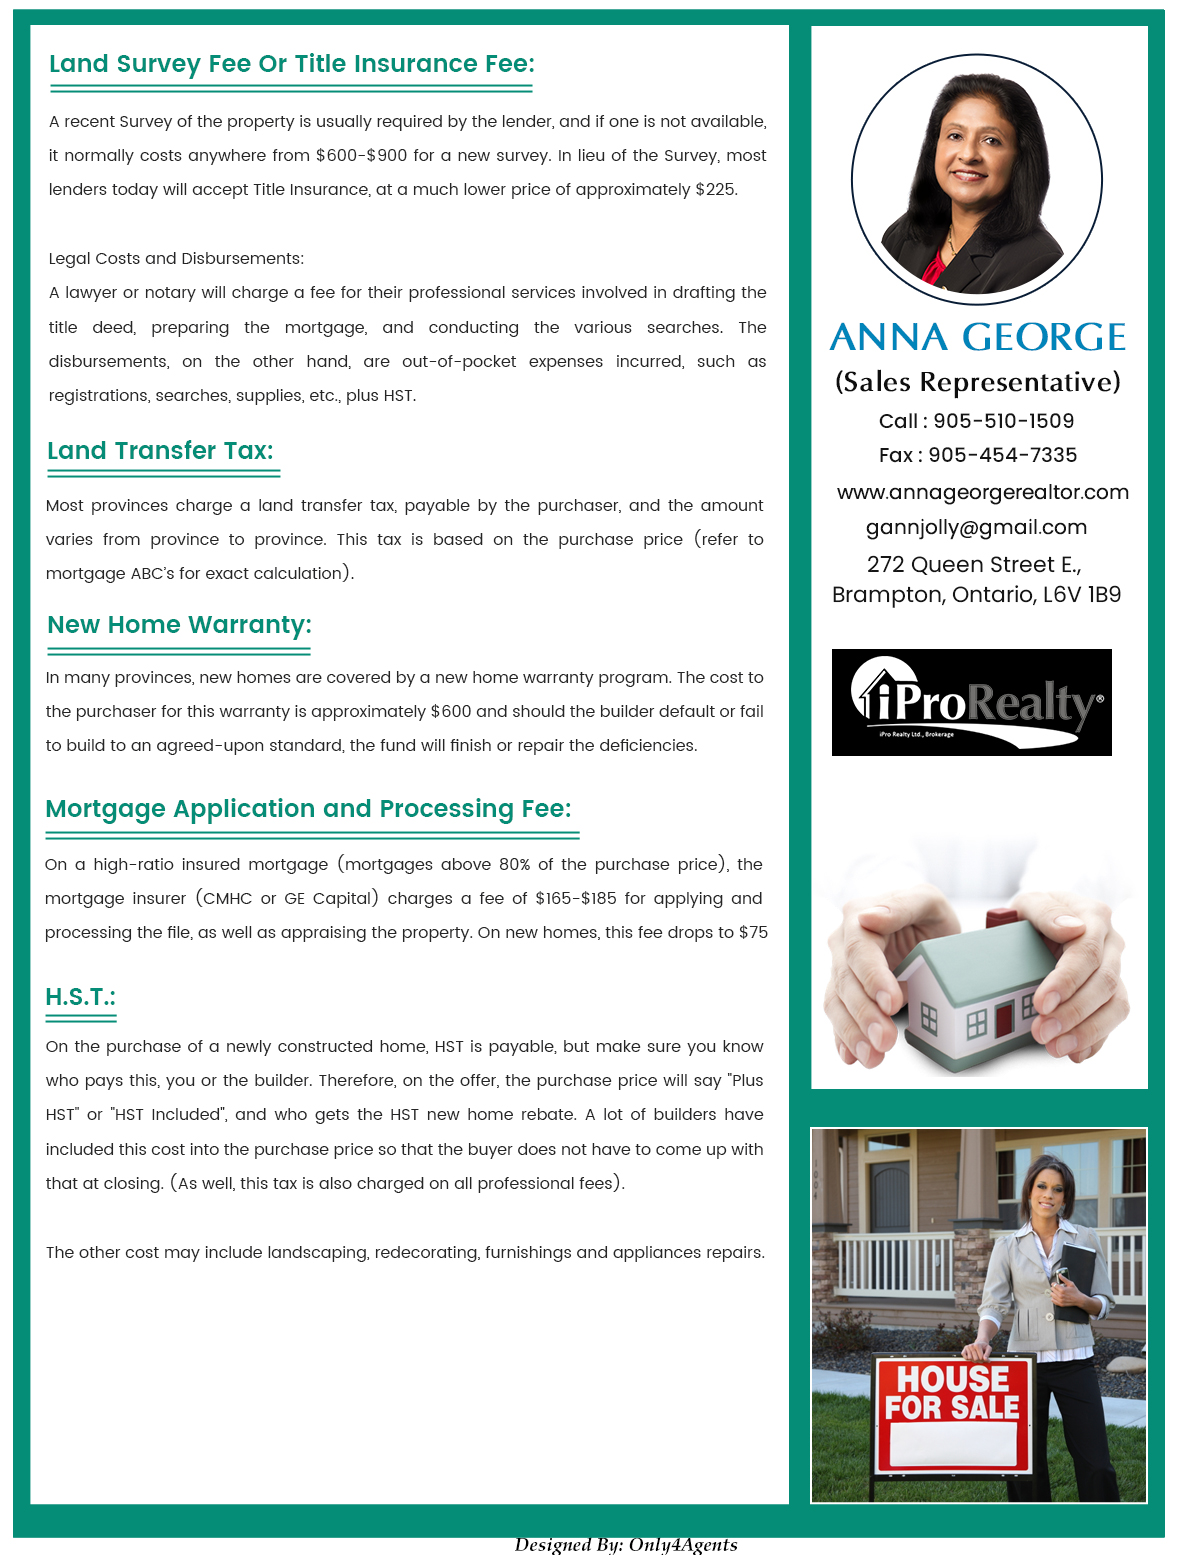 Land Survey Fee Or Title Insurance Fee:
A recent Survey of the property is usually required by the lender, and if one is not available,
it normally costs anywhere from $600-$900 for a new survey. In lieu of the Survey, most
lenders today will accept Title Insurance, at a much lower price of approximately $225.
Legal Costs and Disbursements:
A lawyer or notary will charge a fee for their professional services involved in drafting the
title deed, preparing the mortgage, and conducting the various searches. The
disbursements, on the other hand, are out-of-pocket expenses incurred, such as
registrations, searches, supplies, etc., plus HST.
Land Transfer Tax:
Most provinces charge a land transfer tax, payable by the purchaser, and the amount
varies from province to province. This tax is based on the purchase price (refer to
mortgage ABC's for exact calculation).
New Home Warranty:
In many provinces, new homes are covered by a new home warranty program. The cost to
the purchaser for this warranty is approximately $600 and should the builder default or fail
to build to an agreed-upon standard, the fund will finish or repair the deficiencies.
Mortgage Application and Processing Fee:
On a high-ratio insured mortgage (mortgages above 80% of the purchase price), the
mortgage insurer (CMHC or GE Capital) charges a fee of $165-$185 for applying and
processing the file, as well as appraising the property. On new homes, this fee drops to $75
H.S.T.:
On the purchase of a newly constructed home, HST is payable, but make sure you know
who pays this, you or the builder. Therefore, on the offer, the purchase price will say "Plus
HST" or "HST Included", and who gets the HST new home rebate. A lot of builders have
included this cost into the purchase price so that the buyer does not have to come up with
that at closing. (As well, this tax is also charged on all professional fees).
The other cost may include landscaping, redecorating, furnishings and appliances repairs.
ANNA GEORGE
(Sales Representative)
Call : 905-510-1509
Fax : 905-454-7335
www.annageorgerealtor.com
gannjolly@gmail.com
272 Queen Street E.,
Brampton, Ontario, L6V 1B9
iProRealty®
iPro Realty Ltd., Brokerage
1004
HOUSE
FOR SALE
Designed By: Only4Agents